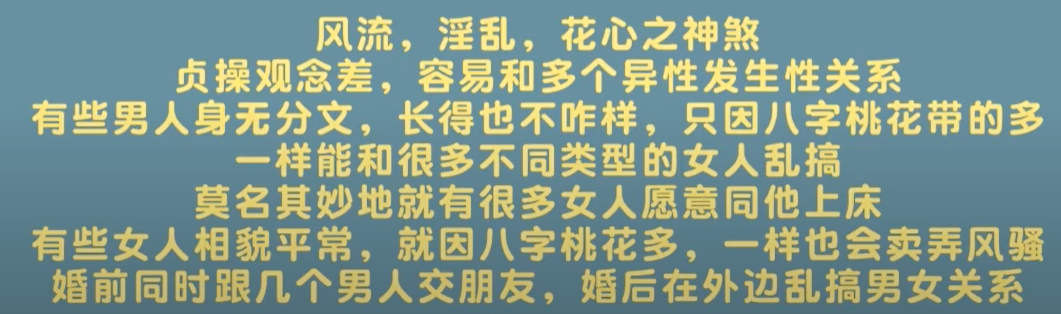 风流，淫乱，花心之神煞
贞操观念差，容易和多个异性发生性关系
有些男人身无分文，长得也不咋样，只因八字桃花带的多
一样能和很多不同类型的女人乱搞
莫名其妙地就有很多女人愿意同他上床
有些女人相貌平常，就因八字桃花多，一样也会卖弄风骚
婚前同时跟几个男人交朋友，婚后在外边乱搞男女关系